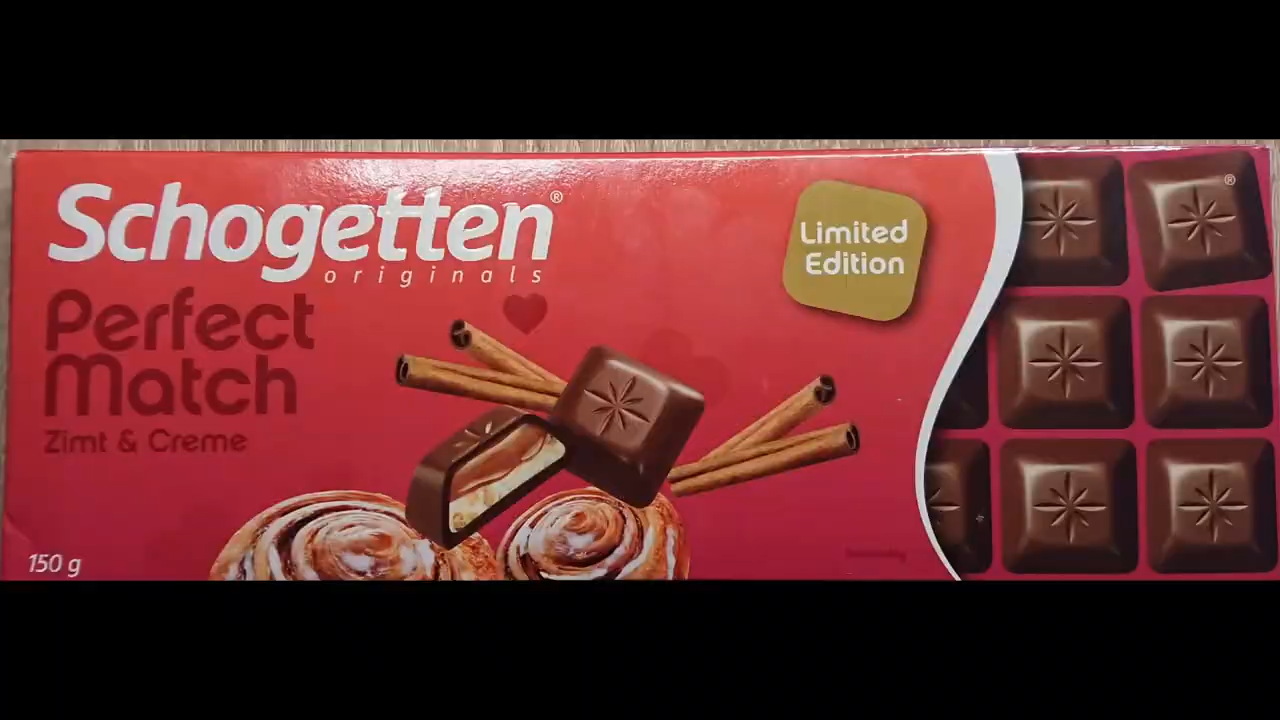 Schogetten®
originals
Perfect
Match
Zimt & Creme
150 g
Limited
Edition
®